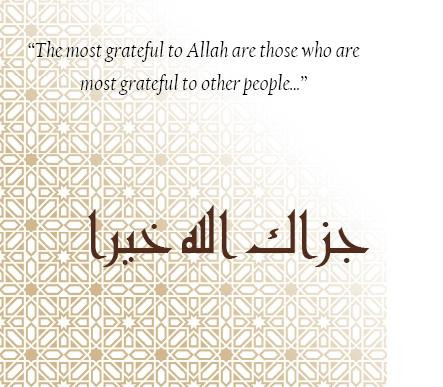 “The most grateful to Allah are those who are
most grateful to other people...”
جزاك الله خيرا